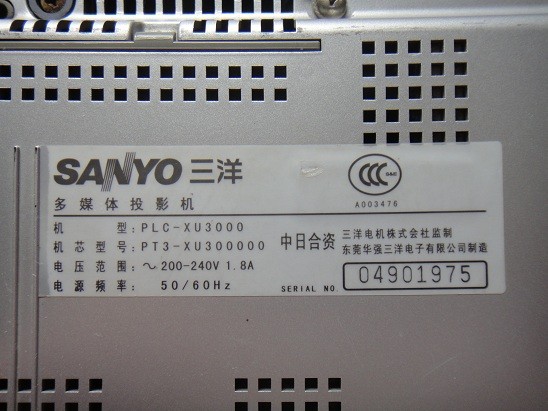 SANYO 三洋
CCC S&E
A003476
多媒体投影机
机 型: PLC-XU3000
机芯型号: PT3-XU300000
电压范围: ～200-240V 1.8A
电源频率: 50/60Hz
中日合资
三洋电机株式会社监制
东莞华强三洋电子有限公司制造
SERIAL NO. 04901975